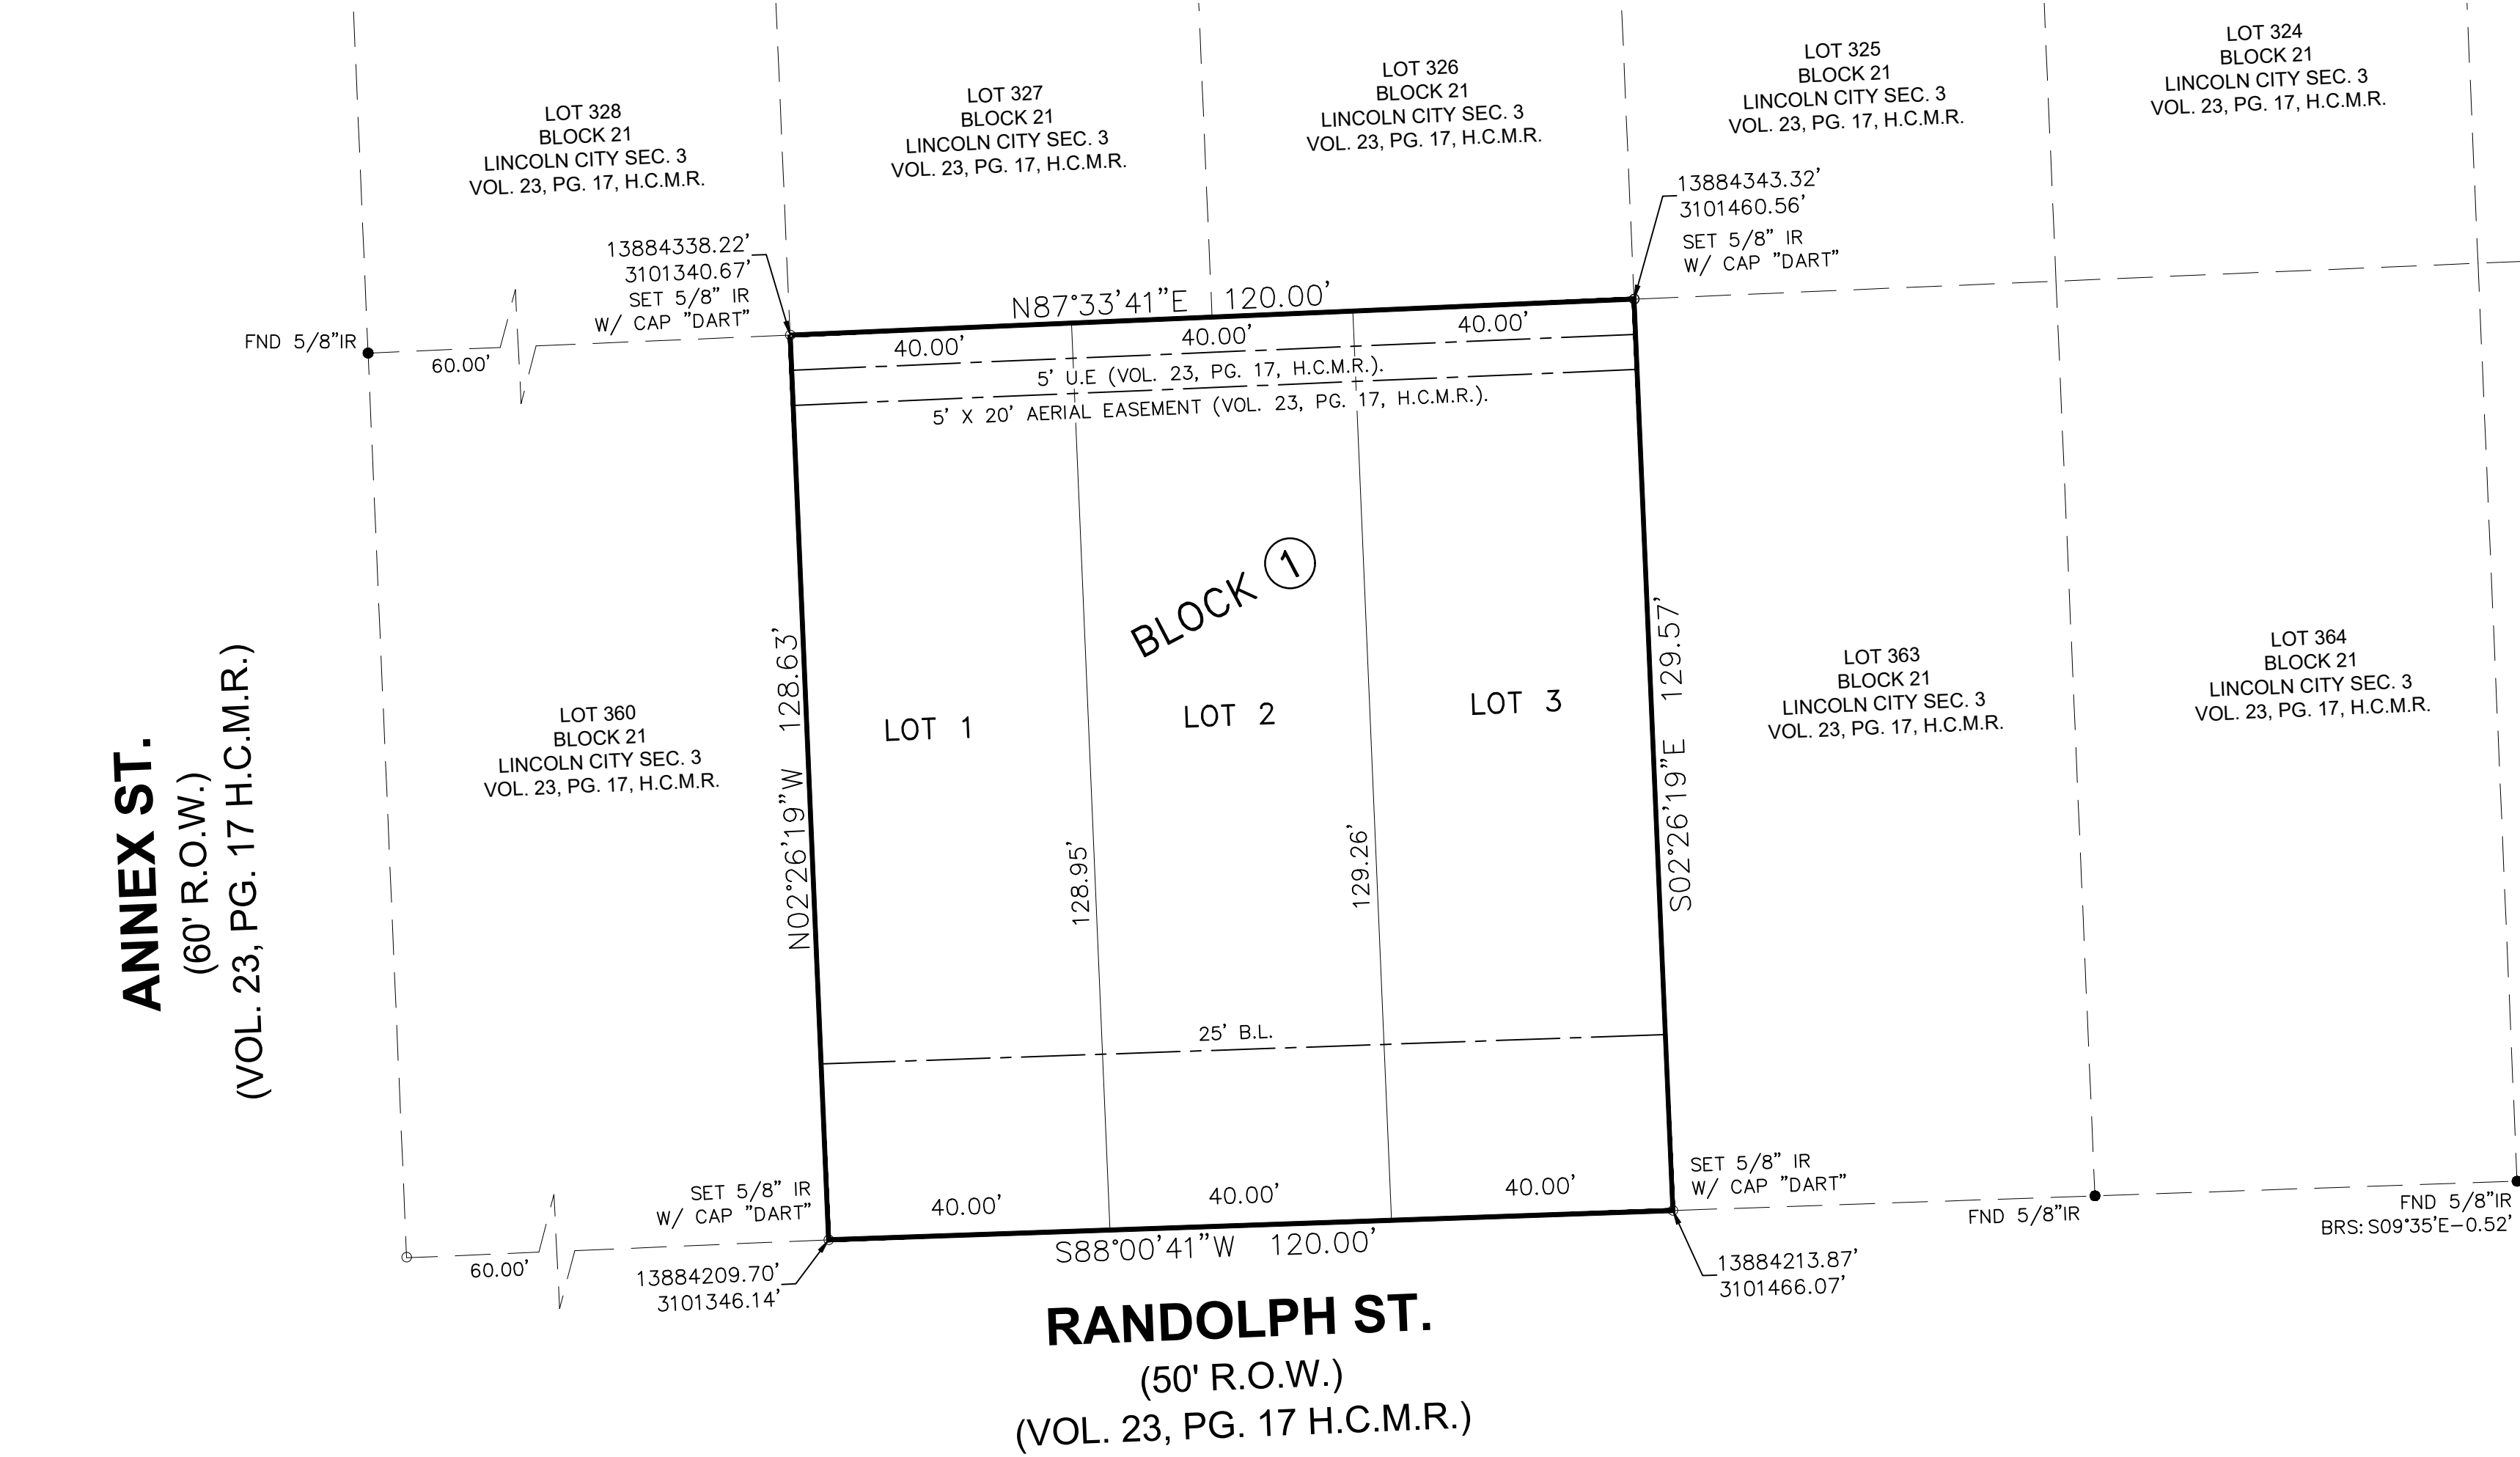 LOT 328
BLOCK 21
LINCOLN CITY SEC. 3
VOL. 23, PG. 17, H.C.M.R.
LOT 327
BLOCK 21
LINCOLN CITY SEC. 3
VOL. 23, PG. 17, H.C.M.R.
LOT 326
BLOCK 21
LINCOLN CITY SEC. 3
VOL. 23, PG. 17, H.C.M.R.
LOT 325
BLOCK 21
LINCOLN CITY SEC. 3
VOL. 23, PG. 17, H.C.M.R.
LOT 324
BLOCK 21
LINCOLN CITY SEC. 3
VOL. 23, PG. 17, H.C.M.R.
13884338.22'
3101340.67'
SET 5/8" IR
W/ CAP "DART"
13884343.32'
3101460.56'
SET 5/8" IR
W/ CAP "DART"
FND 5/8"IR
60.00'
N87°33'41"E 120.00'
40.00'
40.00'
40.00'
5' U.E (VOL. 23, PG. 17, H.C.M.R.).
5' X 20' AERIAL EASEMENT (VOL. 23, PG. 17, H.C.M.R.).
BLOCK 1
ANNEX ST.
(60' R.O.W.)
(VOL. 23, PG. 17 H.C.M.R.)
LOT 360
BLOCK 21
LINCOLN CITY SEC. 3
VOL. 23, PG. 17, H.C.M.R.
N02°26'19"W 128.63'
LOT 1
LOT 2
LOT 3
128.95'
129.26'
S02°26'19"E 129.57'
LOT 363
BLOCK 21
LINCOLN CITY SEC. 3
VOL. 23, PG. 17, H.C.M.R.
LOT 364
BLOCK 21
LINCOLN CITY SEC. 3
VOL. 23, PG. 17, H.C.M.R.
25' B.L.
SET 5/8" IR
W/ CAP "DART"
40.00'
40.00'
40.00'
SET 5/8" IR
W/ CAP "DART"
FND 5/8"IR
FND 5/8"IR
BRS: S09°35'E-0.52'
60.00'
S88°00'41"W 120.00'
13884209.70'
3101346.14'
13884213.87'
3101466.07'
RANDOLPH ST.
(50' R.O.W.)
(VOL. 23, PG. 17 H.C.M.R.)